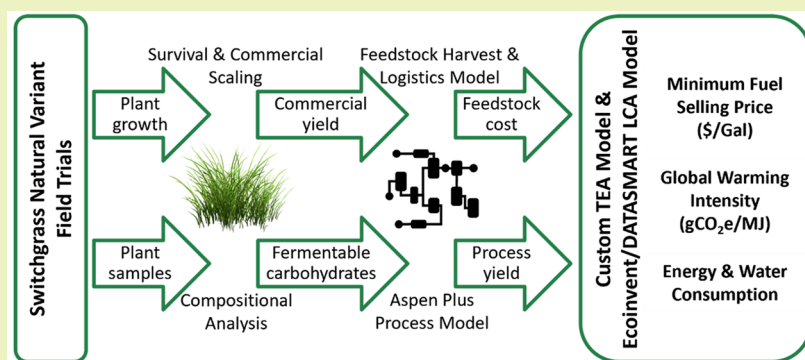 Switchgrass Natural Variant
Field Trials
Survival & Commercial
Scaling
Feedstock Harvest &
Logistics Model
Plant
growth
Commercial
yield
Feedstock
cost
Plant
samples
Fermentable
carbohydrates
Process
yield
Compositional
Analysis
Aspen Plus
Process Model
Custom TEA Model &
Ecoinvent/DATASMART LCA Model
Minimum Fuel
Selling Price
($/Gal)
Global Warming
Intensity
(gCO₂e/MJ)
Energy & Water
Consumption